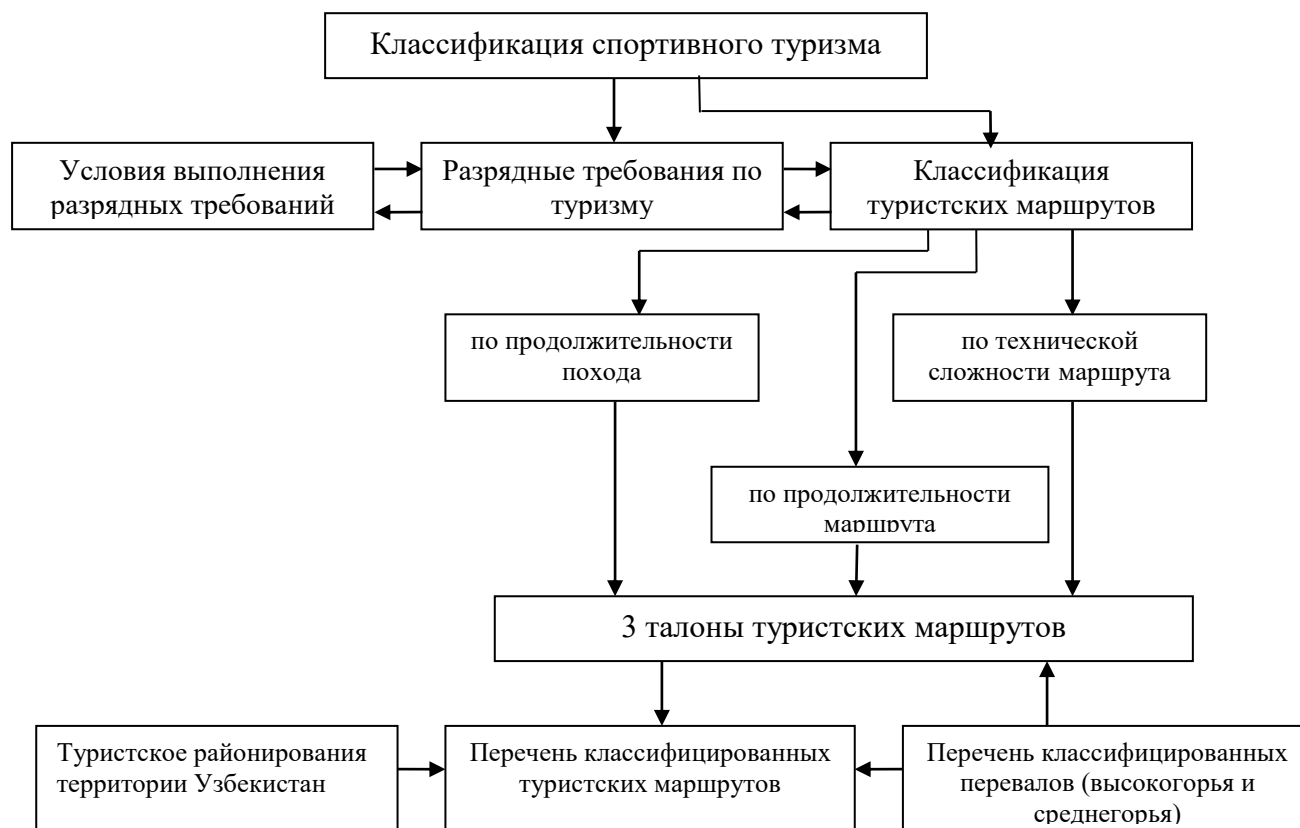 Классификация спортивного туризма
Условия выполнения
разрядных требований
Разрядные требования по
туризму
Классификация
туристских маршрутов
по продолжительности
похода
по технической
сложности маршрута
по продолжительности
маршрута
3 талоны туристских маршрутов
Туристское районирования
территории Узбекистан
Перечень классифицированных
туристских маршрутов
Перечень классифицированных
перевалов (высокогорья и
среднегорья)